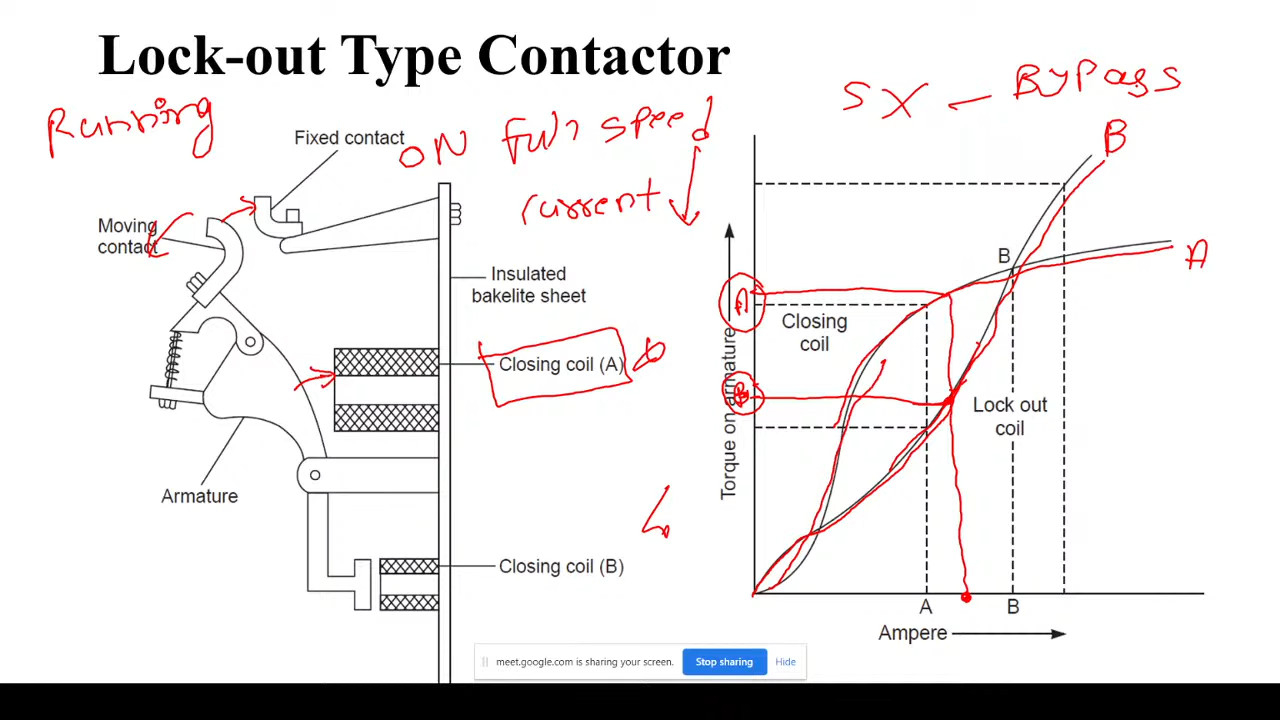 Lock-out Type Contactor
Running
SX - Bypass
Fixed contact
ON full speed
B
current
Moving
contact
B
A
Insulated
bakelite sheet
A
Closing
coil
Closing coil (A)
B
Lock out
coil
Torque on armature
Armature
Closing coil (B)
A
B
Ampere
meet.google.com is sharing your screen.
Stop sharing
Hide